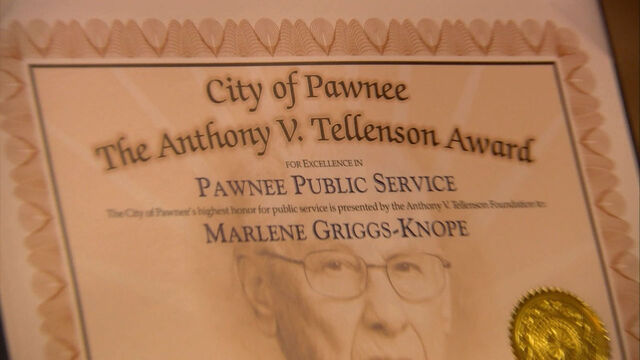 City of Pawnee
The Anthony V. Tellenson Award
FOR EXCELLENCE IN
PAWNEE PUBLIC SERVICE
The City of Pawnee's highest honor for public service is presented by the Anthony V. Tellenson Foundation to:
MARLENE GRIGGS-KNOPE